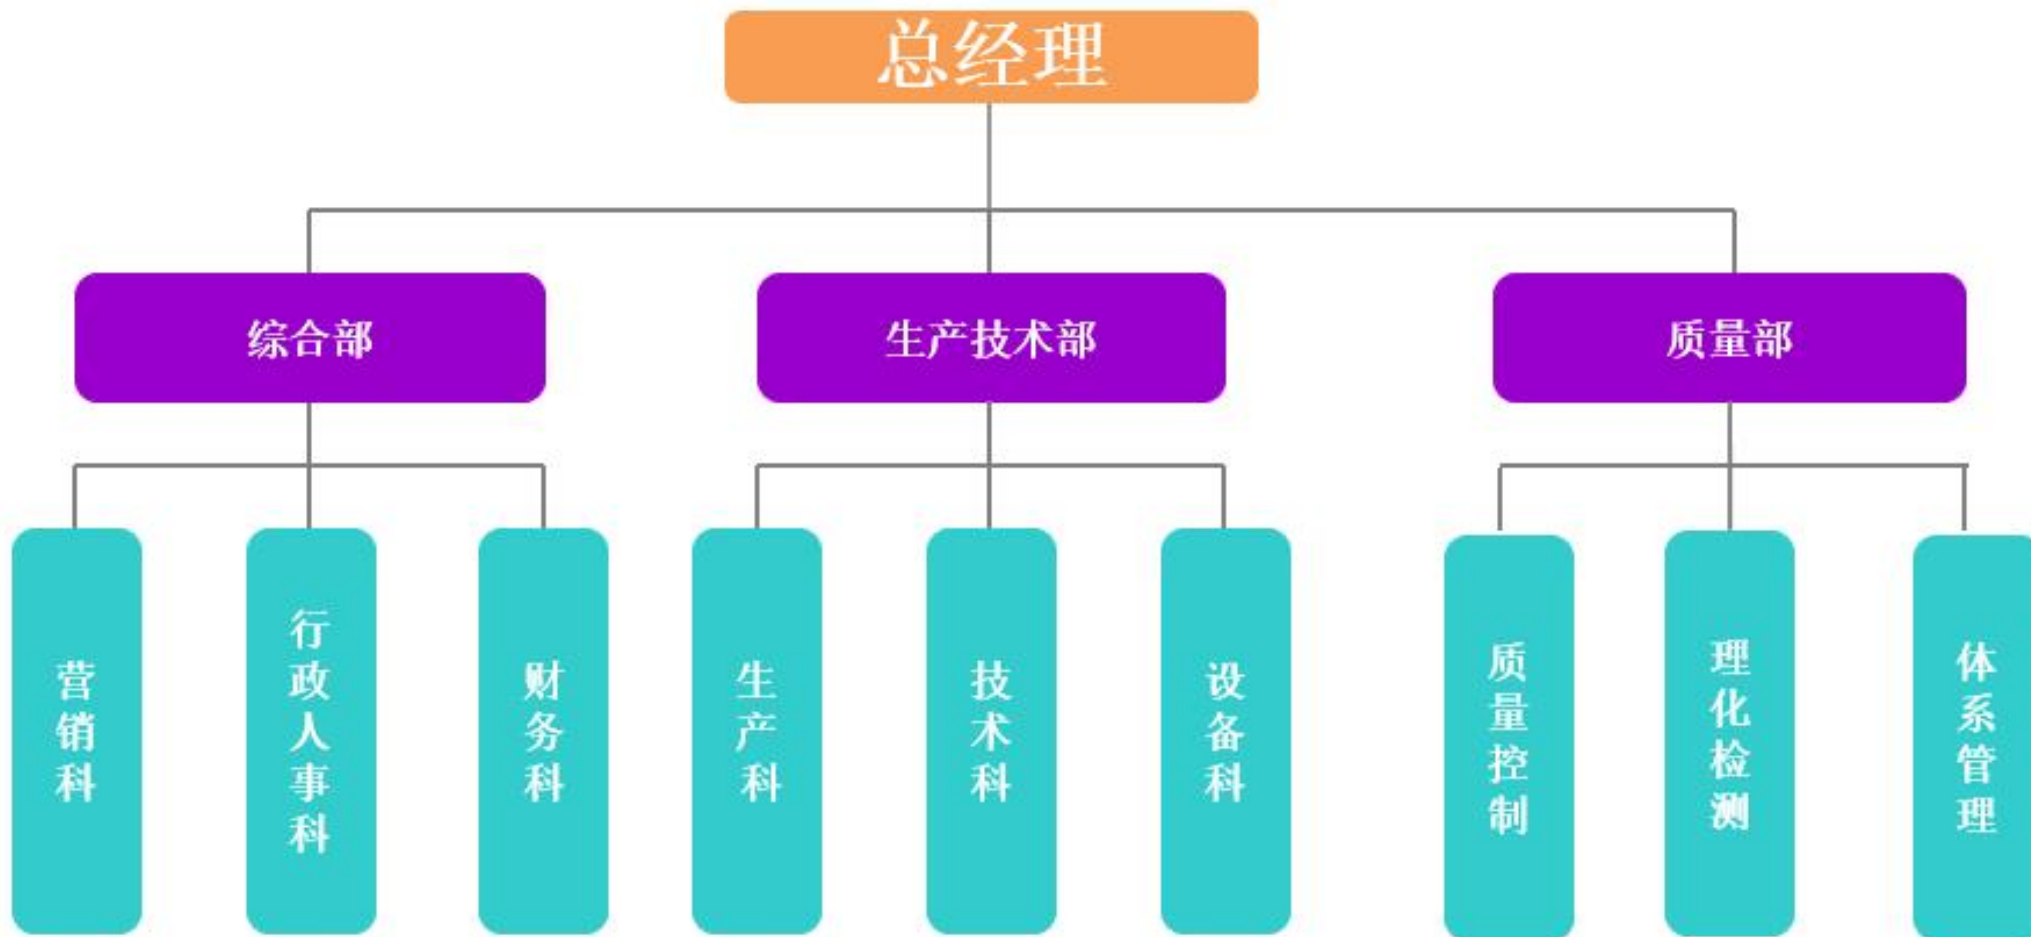 总经理
综合部
生产技术部
质量部
营销科
行政人事科
财务科
生产科
技术科
设备科
质量控制
理化检测
体系管理